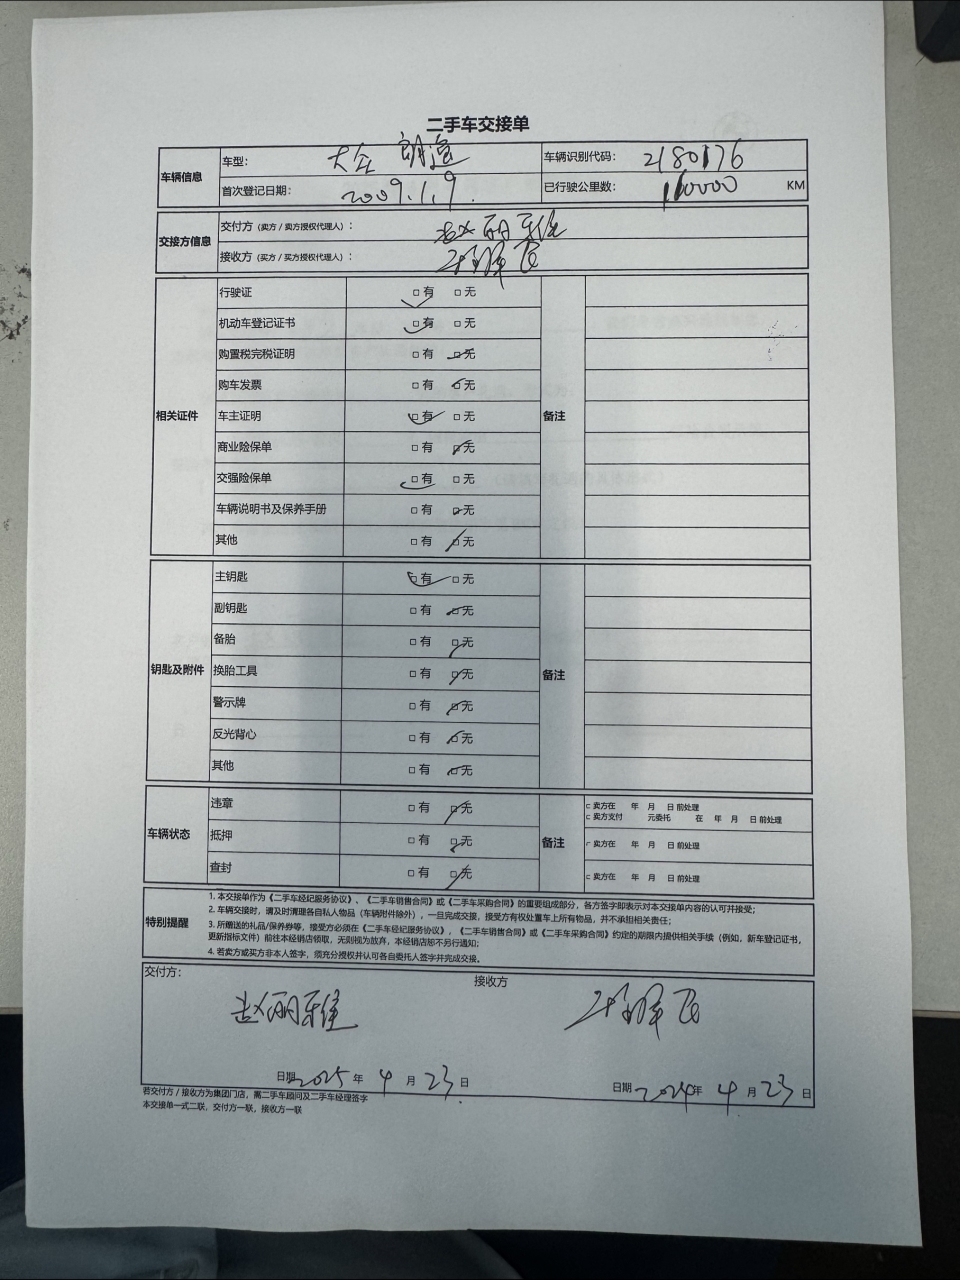 二手车交接单
车辆信息
车型： 大众 朗逸
车辆识别代码： 2180176
首次登记日期： 2009.1.9.
已行驶公里数： 110000 KM
交接方信息
交付方（卖方 / 卖方授权代理人）： 赵丽雅佳
接收方（买方 / 买方授权代理人）：
相关证件
行驶证 □有 □无
机动车登记证书 □有 □无
购置税完税证明 □有 □无
购车发票 □有 □无
车主证明 □有 □无 备注
商业险保单 □有 □无
交强险保单 □有 □无
车辆说明书及保养手册 □有 □无
其他 □有 □无
钥匙及附件
主钥匙 □有 □无
副钥匙 □有 □无
备胎 □有 □无
换胎工具 □有 □无 备注
警示牌 □有 □无
反光背心 □有 □无
其他 □有 □无
车辆状态
违章 □有 □无
□ 卖方在 年 月 日 前处理
□ 卖方支付 元委托 在 年 月 日 前处理
抵押 □有 □无 备注 □ 卖方在 年 月 日 前处理
查封 □有 □无 □ 卖方在 年 月 日 前处理
特别提醒
1. 本交接单作为《二手车经纪服务协议》、《二手车销售合同》或《二手车采购合同》的重要组成部分，各方签字即表示对本交接单内容的认可并接受；
2. 车辆交接时，请及时清理各自私人物品（车辆附件除外），一旦完成交接，接受方有权处置车上所有物品，并不承担相关责任；
3. 所赠送的礼品/保养券等，接受方必须在《二手车经纪服务协议》、《二手车销售合同》或《二手车采购合同》约定的期限内提供相关手续（例如，新车登记证书，
更新指标文件）前往本经销店领取，无则视为放弃，本经销店恕不另行通知；
4. 若卖方或买方非本人签字，须充分授权并认可各自委托人签字并完成交接。
交付方：
接收方
赵丽雅佳
日期 2025 年 4 月 23 日
日期 2024 年 4 月 23 日
若交付方 / 接收方为集团门店，需二手车顾问及二手车经理签字
本交接单一式二联，交付方一联，接收方一联